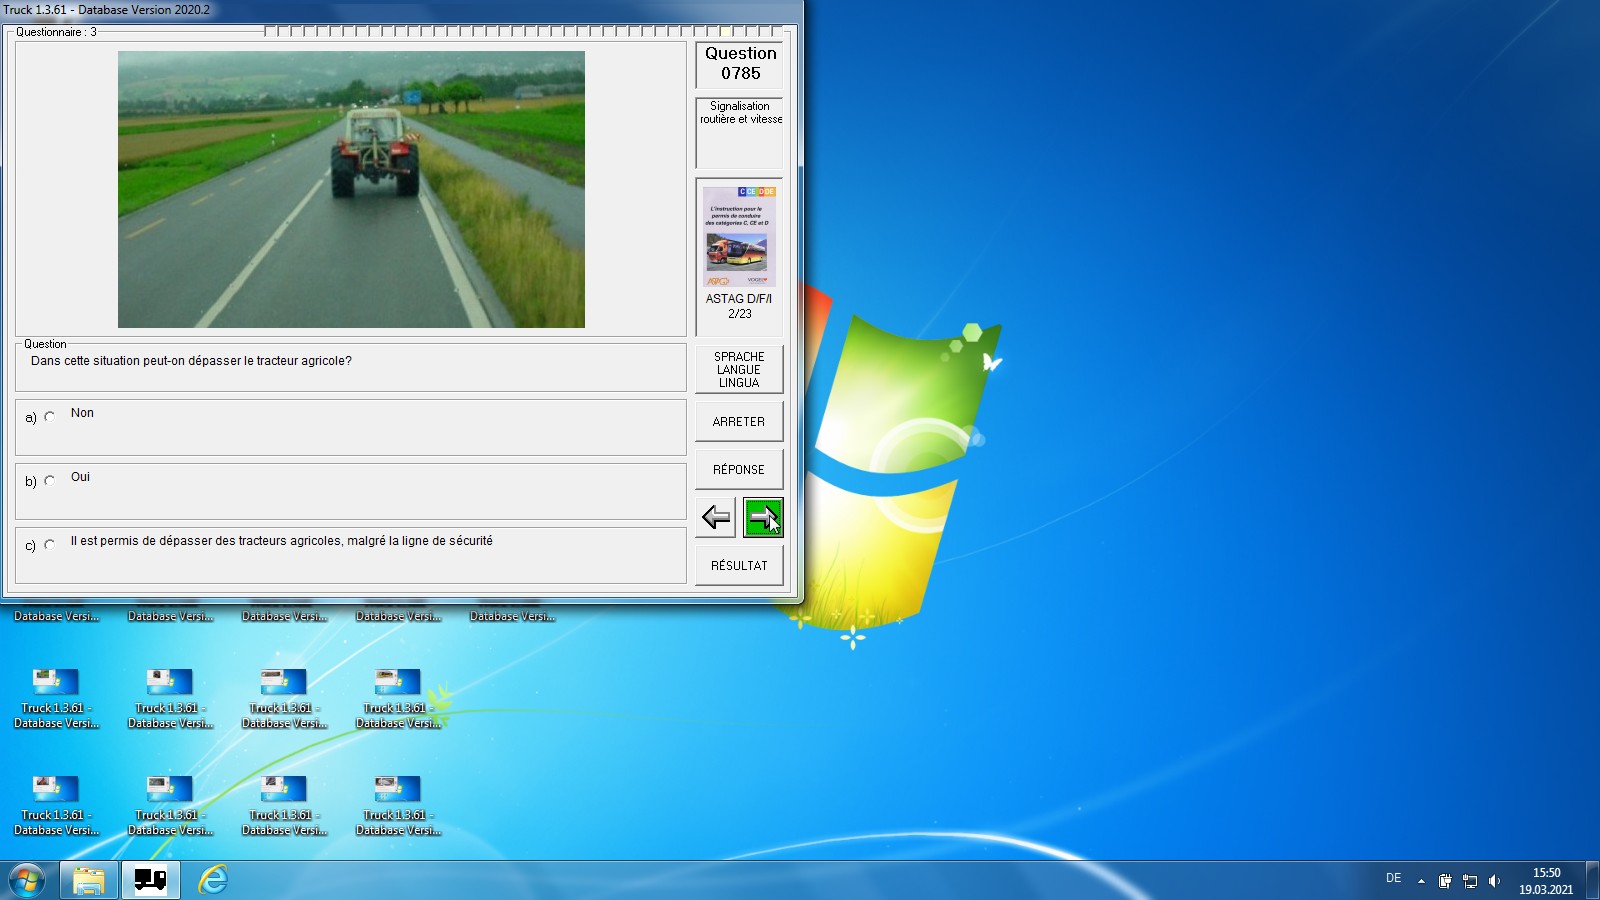 Truck 1.3.61 - Database Version 2020.2
Questionnaire : 3
Question
0785
Signalisation
routière et vitesse
C CE D DE
L'instruction pour le
permis de conduire
des catégories C, CE et D
ASTAG D/F/I
2/23
Question
Dans cette situation peut-on dépasser le tracteur agricole?
a) Non
b) Oui
c) Il est permis de dépasser des tracteurs agricoles, malgré la ligne de sécurité
SPRACHE
LANGUE
LINGUA
ARRETER
RÉPONSE
RÉSULTAT
Database Versi...
Database Versi...
Database Versi...
Database Versi...
Database Versi...
Truck 1.3.61 -
Database Versi...
Truck 1.3.61 -
Database Versi...
Truck 1.3.61 -
Database Versi...
Truck 1.3.61 -
Database Versi...
Truck 1.3.61 -
Database Versi...
Truck 1.3.61 -
Database Versi...
Truck 1.3.61 -
Database Versi...
Truck 1.3.61 -
Database Versi...
DE
15:50
19.03.2021